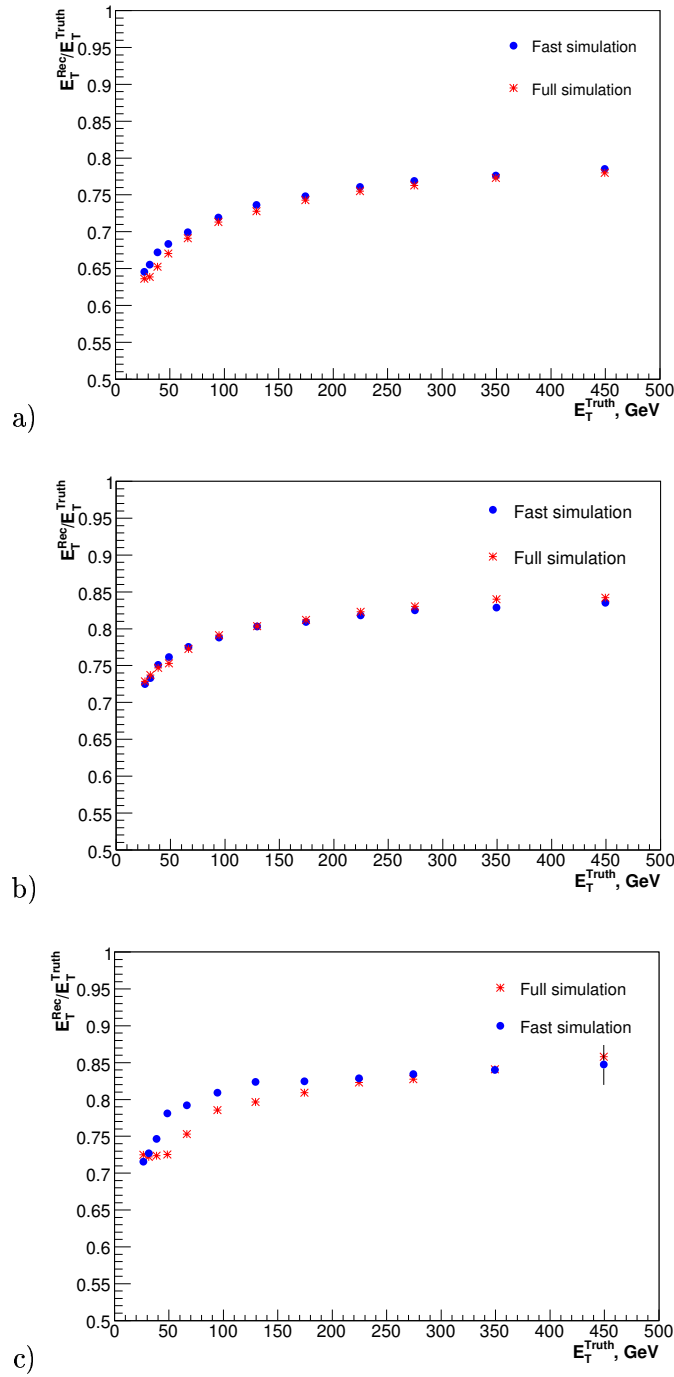 1
0.95
0.9
0.85
0.8
0.75
0.7
0.65
0.6
0.55
0.5
E_T^Rec/E_T^Truth
Fast simulation
Full simulation
0 50 100 150 200 250 300 350 400 450 500
E_T^Truth, GeV
a)
1
0.95
0.9
0.85
0.8
0.75
0.7
0.65
0.6
0.55
0.5
E_T^Rec/E_T^Truth
Fast simulation
Full simulation
0 50 100 150 200 250 300 350 400 450 500
E_T^Truth, GeV
b)
1
0.95
0.9
0.85
0.8
0.75
0.7
0.65
0.6
0.55
0.5
E_T^Rec/E_T^Truth
Full simulation
Fast simulation
0 50 100 150 200 250 300 350 400 450 500
E_T^Truth, GeV
c)